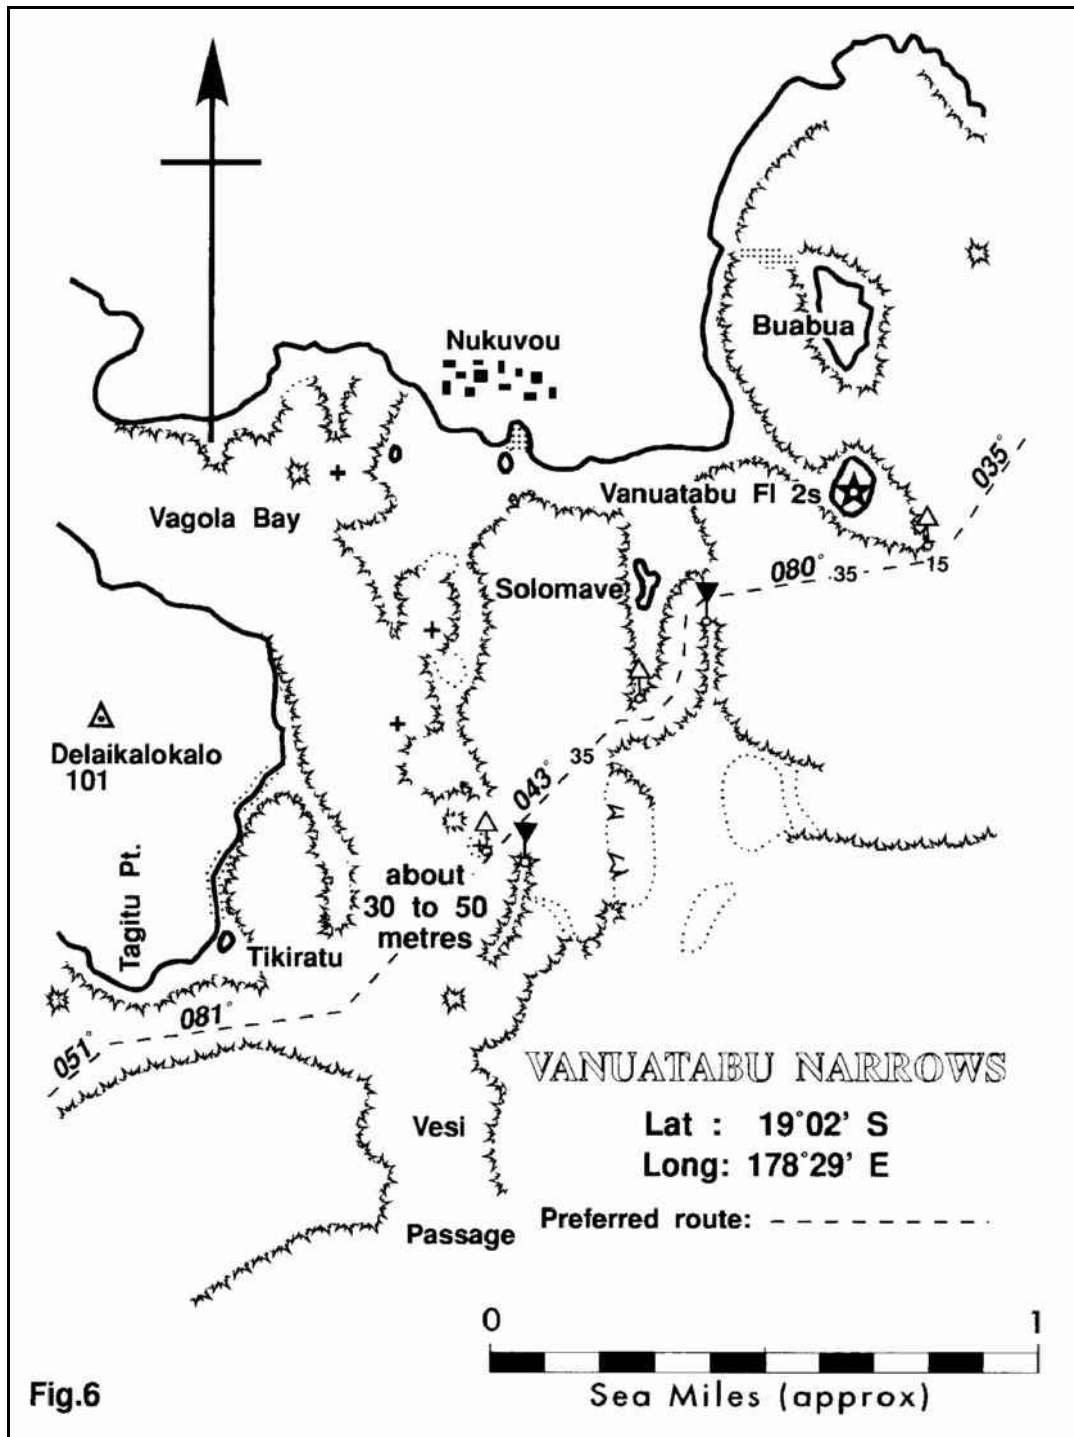 Nukuvou
Buabua
035°
Vanuatabu Fl 2s
Vagola Bay
080°
35
15
Solomave
Delaikalokalo
101
35
043°
Tagitu Pt.
about
30 to 50
metres
Tikiratu
081°
051°
VANUATABU NARROWS
Lat : 19°02' S
Long: 178°29' E
Vesi
Passage
Preferred route:
0 1
Sea Miles (approx)
Fig.6